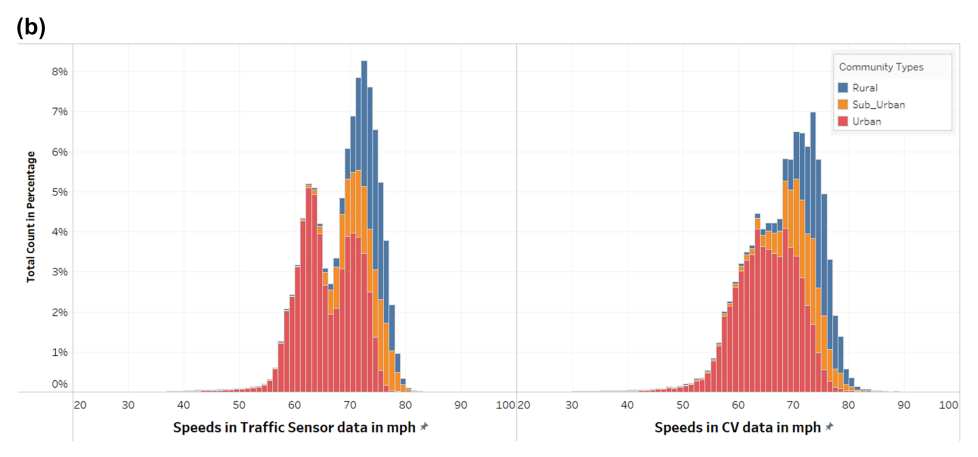 (b)
Community Types
Rural
Sub_Urban
Urban
Total Count in Percentage
8%
7%
6%
5%
4%
3%
2%
1%
0%
20 30 40 50 60 70 80 90 100 20 30 40 50 60 70 80 90 100
Speeds in Traffic Sensor data in mph Speeds in CV data in mph